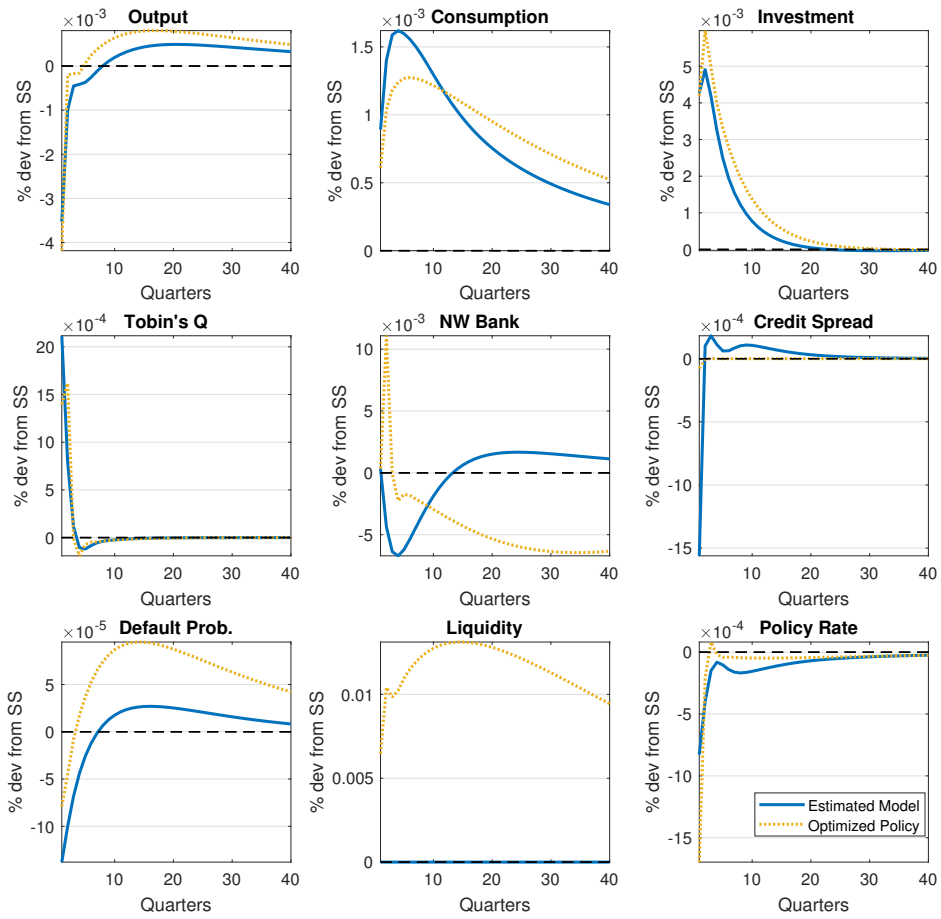 Output
×10-3
% dev from SS
0
-1
-2
-3
-4
10 20 30 40
Quarters
Consumption
×10-3
% dev from SS
1.5
1
0.5
0
10 20 30 40
Quarters
Investment
×10-3
% dev from SS
5
4
3
2
1
0
10 20 30 40
Quarters
Tobin's Q
×10-4
% dev from SS
20
15
10
5
0
10 20 30 40
Quarters
NW Bank
×10-3
% dev from SS
10
5
0
-5
10 20 30 40
Quarters
Credit Spread
×10-4
% dev from SS
0
-5
-10
-15
10 20 30 40
Quarters
Default Prob.
×10-5
% dev from SS
5
0
-5
-10
10 20 30 40
Quarters
Liquidity
% dev from SS
0.01
0.005
0
10 20 30 40
Quarters
Policy Rate
×10-4
% dev from SS
0
-5
-10
-15
Estimated Model
Optimized Policy
10 20 30 40
Quarters